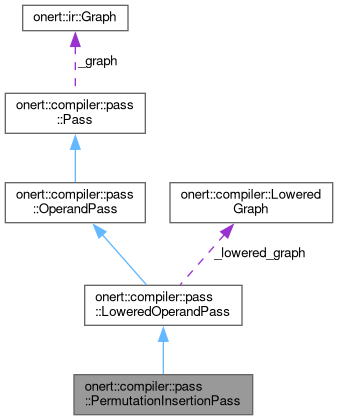 onert::ir::Graph
_graph
onert::compiler::pass
::Pass
onert::compiler::pass
::OperandPass
onert::compiler::Lowered
Graph
_lowered_graph
onert::compiler::pass
::LoweredOperandPass
onert::compiler::pass
::PermutationInsertionPass